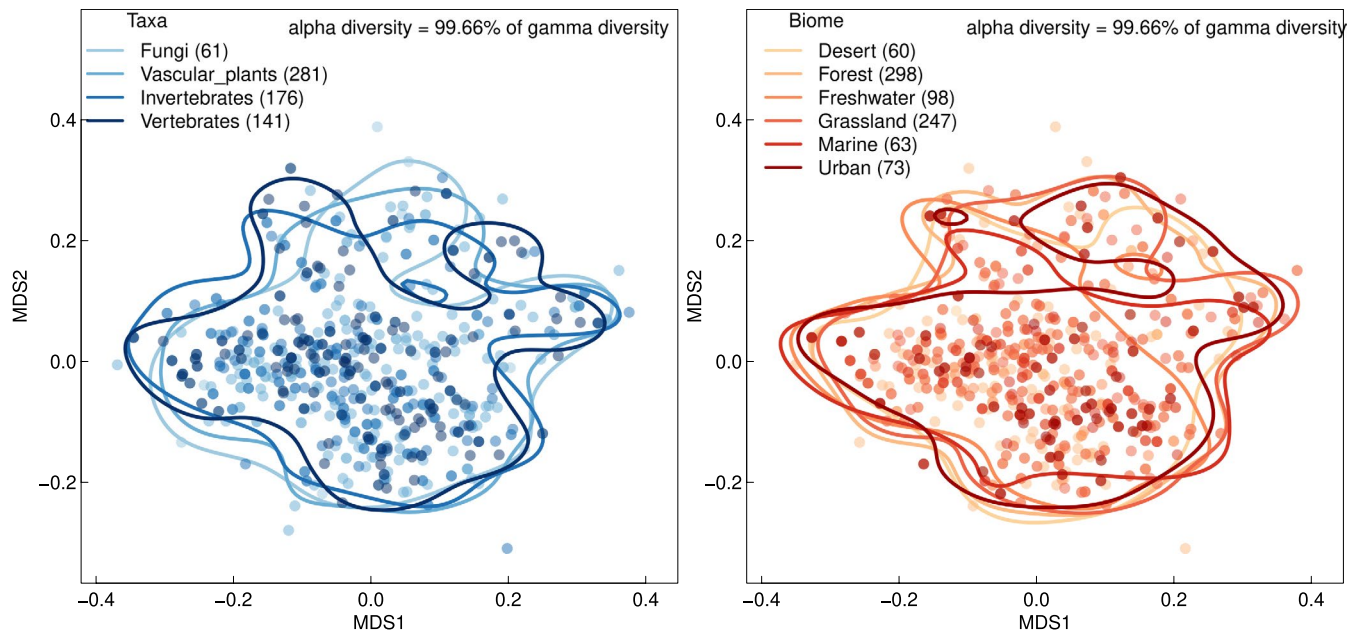 Taxa
alpha diversity = 99.66% of gamma diversity
Fungi (61)
Vascular_plants (281)
Invertebrates (176)
Vertebrates (141)
0.4
0.2
0.0
−0.2
MDS2
−0.4
−0.2
0.0
0.2
0.4
MDS1
Biome
alpha diversity = 99.66% of gamma diversity
Desert (60)
Forest (298)
Freshwater (98)
Grassland (247)
Marine (63)
Urban (73)
0.4
0.2
0.0
−0.2
MDS2
−0.4
−0.2
0.0
0.2
0.4
MDS1